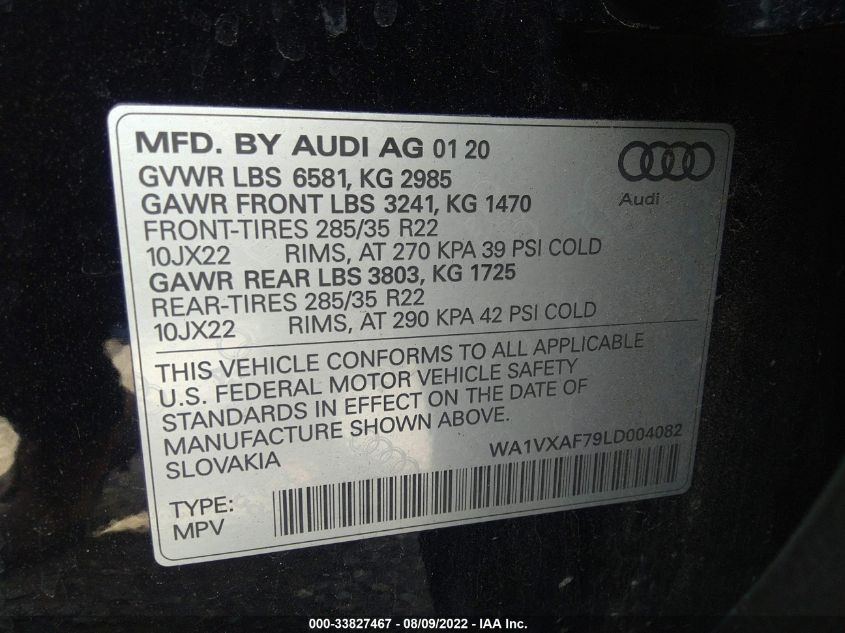 MFD. BY AUDI AG 01 20
GVWR LBS 6581, KG 2985
GAWR FRONT LBS 3241, KG 1470
FRONT-TIRES 285/35 R22
10JX22 RIMS, AT 270 KPA 39 PSI COLD
GAWR REAR LBS 3803, KG 1725
REAR-TIRES 285/35 R22
10JX22 RIMS, AT 290 KPA 42 PSI COLD
Audi
THIS VEHICLE CONFORMS TO ALL APPLICABLE
U.S. FEDERAL MOTOR VEHICLE SAFETY
STANDARDS IN EFFECT ON THE DATE OF
MANUFACTURE SHOWN ABOVE.
SLOVAKIA WA1VXAF79LD004082
TYPE:
MPV
000-33827467 - 08/09/2022 - IAA Inc.